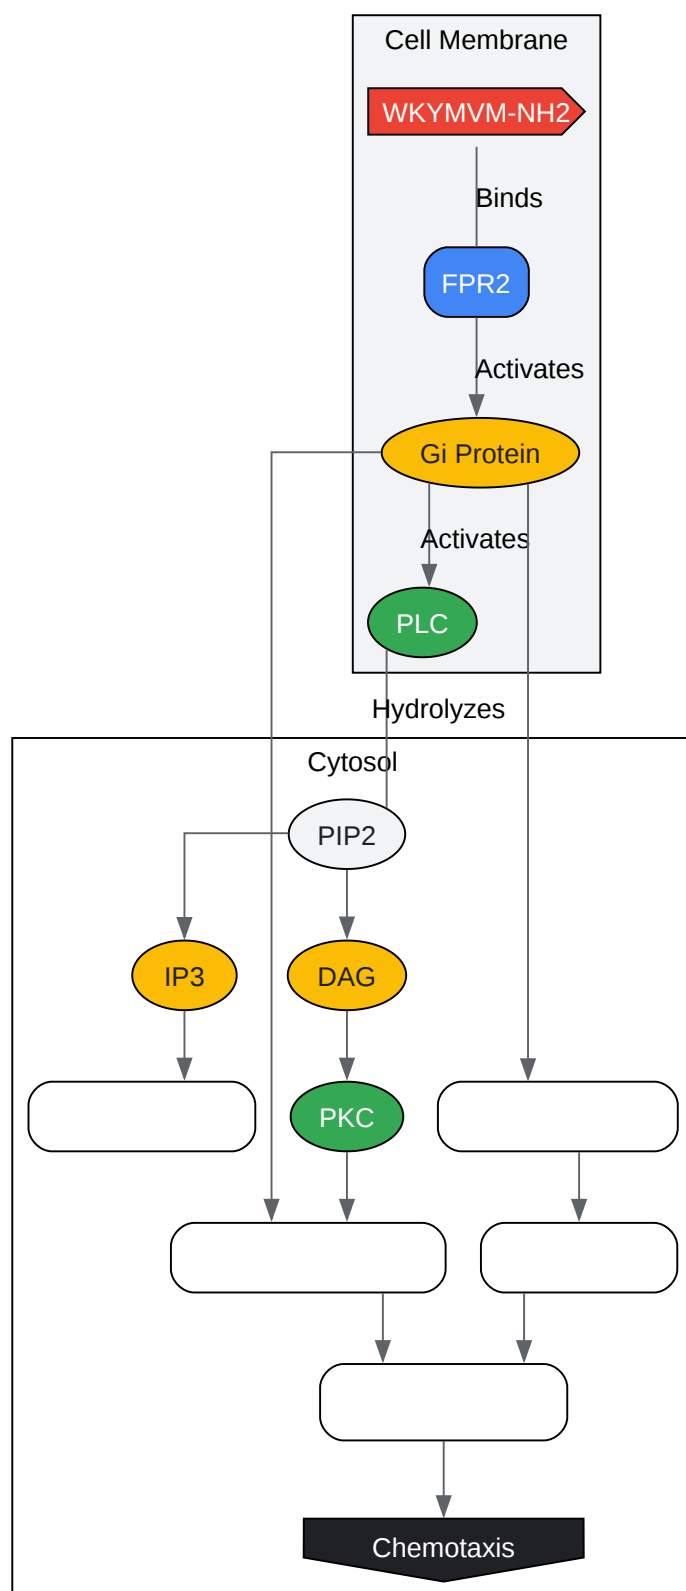 Cell Membrane
WKYMVM-NH2
Binds
FPR2
Activates
Gi Protein
Activates
PLC
Hydrolyzes
Cytosol
PIP2
IP3
DAG
PKC
Chemotaxis